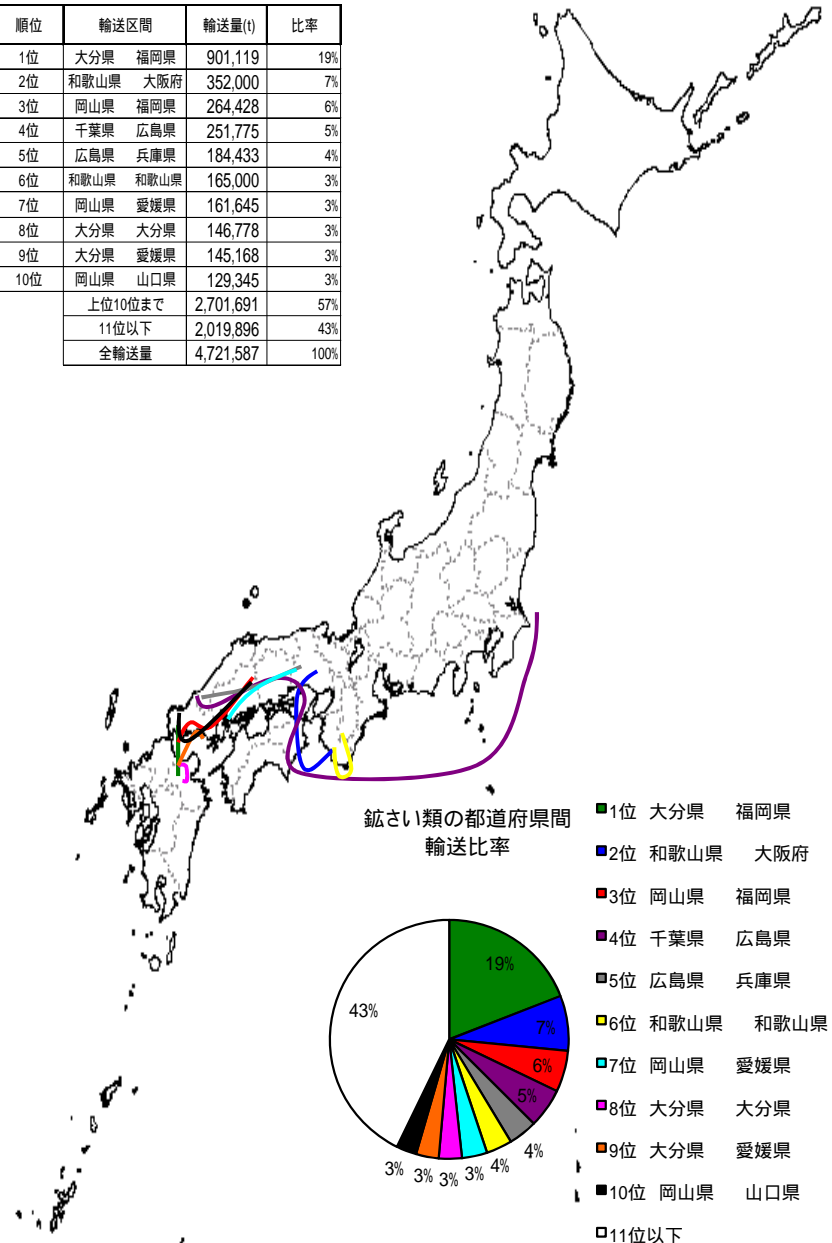 順位 輸送区間 輸送量(t) 比率
1位 大分県 福岡県 901,119 19%
2位 和歌山県 大阪府 352,000 7%
3位 岡山県 福岡県 264,428 6%
4位 千葉県 広島県 251,775 5%
5位 広島県 兵庫県 184,433 4%
6位 和歌山県 和歌山県 165,000 3%
7位 岡山県 愛媛県 161,645 3%
8位 大分県 大分県 146,778 3%
9位 大分県 愛媛県 145,168 3%
10位 岡山県 山口県 129,345 3%
上位10位まで 2,701,691 57%
11位以下 2,019,896 43%
全輸送量 4,721,587 100%
鉱さい類の都道府県間
輸送比率
19%
7%
6%
5%
4%
4%
3%
3%
3%
3%
43%
1位 大分県 福岡県
2位 和歌山県 大阪府
3位 岡山県 福岡県
4位 千葉県 広島県
5位 広島県 兵庫県
6位 和歌山県 和歌山県
7位 岡山県 愛媛県
8位 大分県 大分県
9位 大分県 愛媛県
10位 岡山県 山口県
11位以下